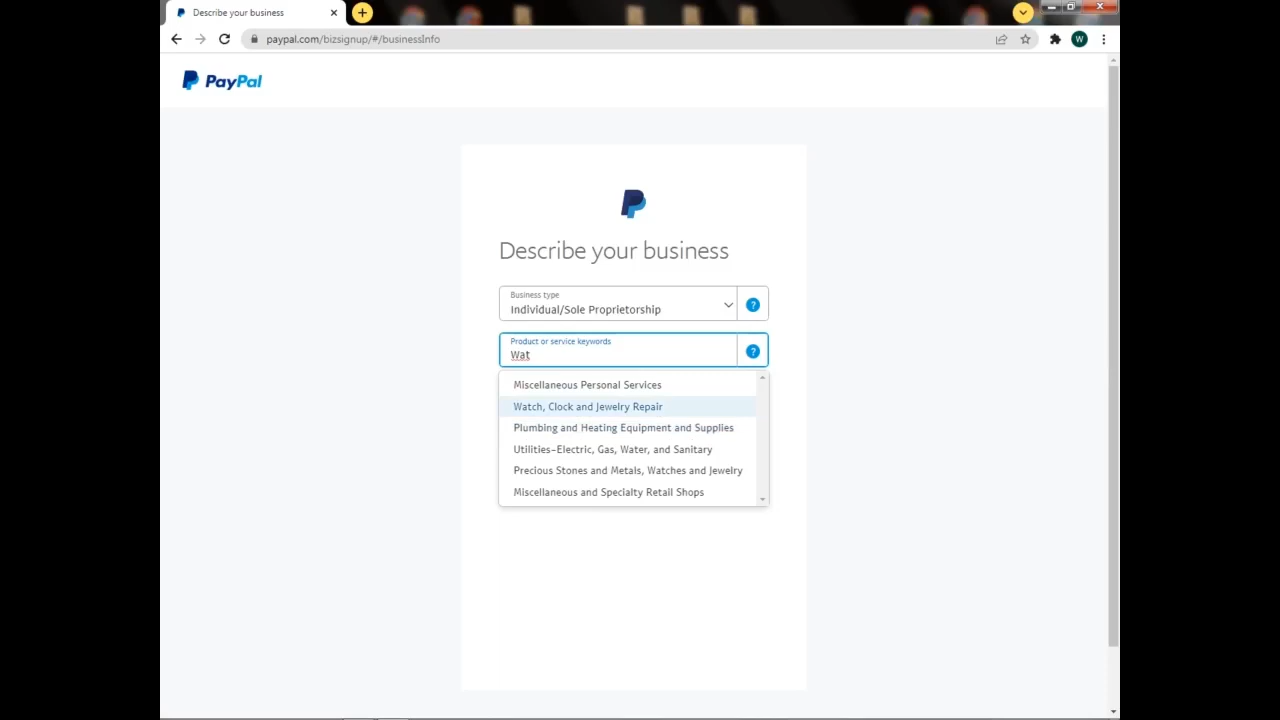 Describe your business
paypal.com/bizsignup/#/businessInfo
W
PayPal
Describe your business
Business type
Individual/Sole Proprietorship
?
Product or service keywords
Wat
?
Miscellaneous Personal Services
Watch, Clock and Jewelry Repair
Plumbing and Heating Equipment and Supplies
Utilities-Electric, Gas, Water, and Sanitary
Precious Stones and Metals, Watches and Jewelry
Miscellaneous and Specialty Retail Shops